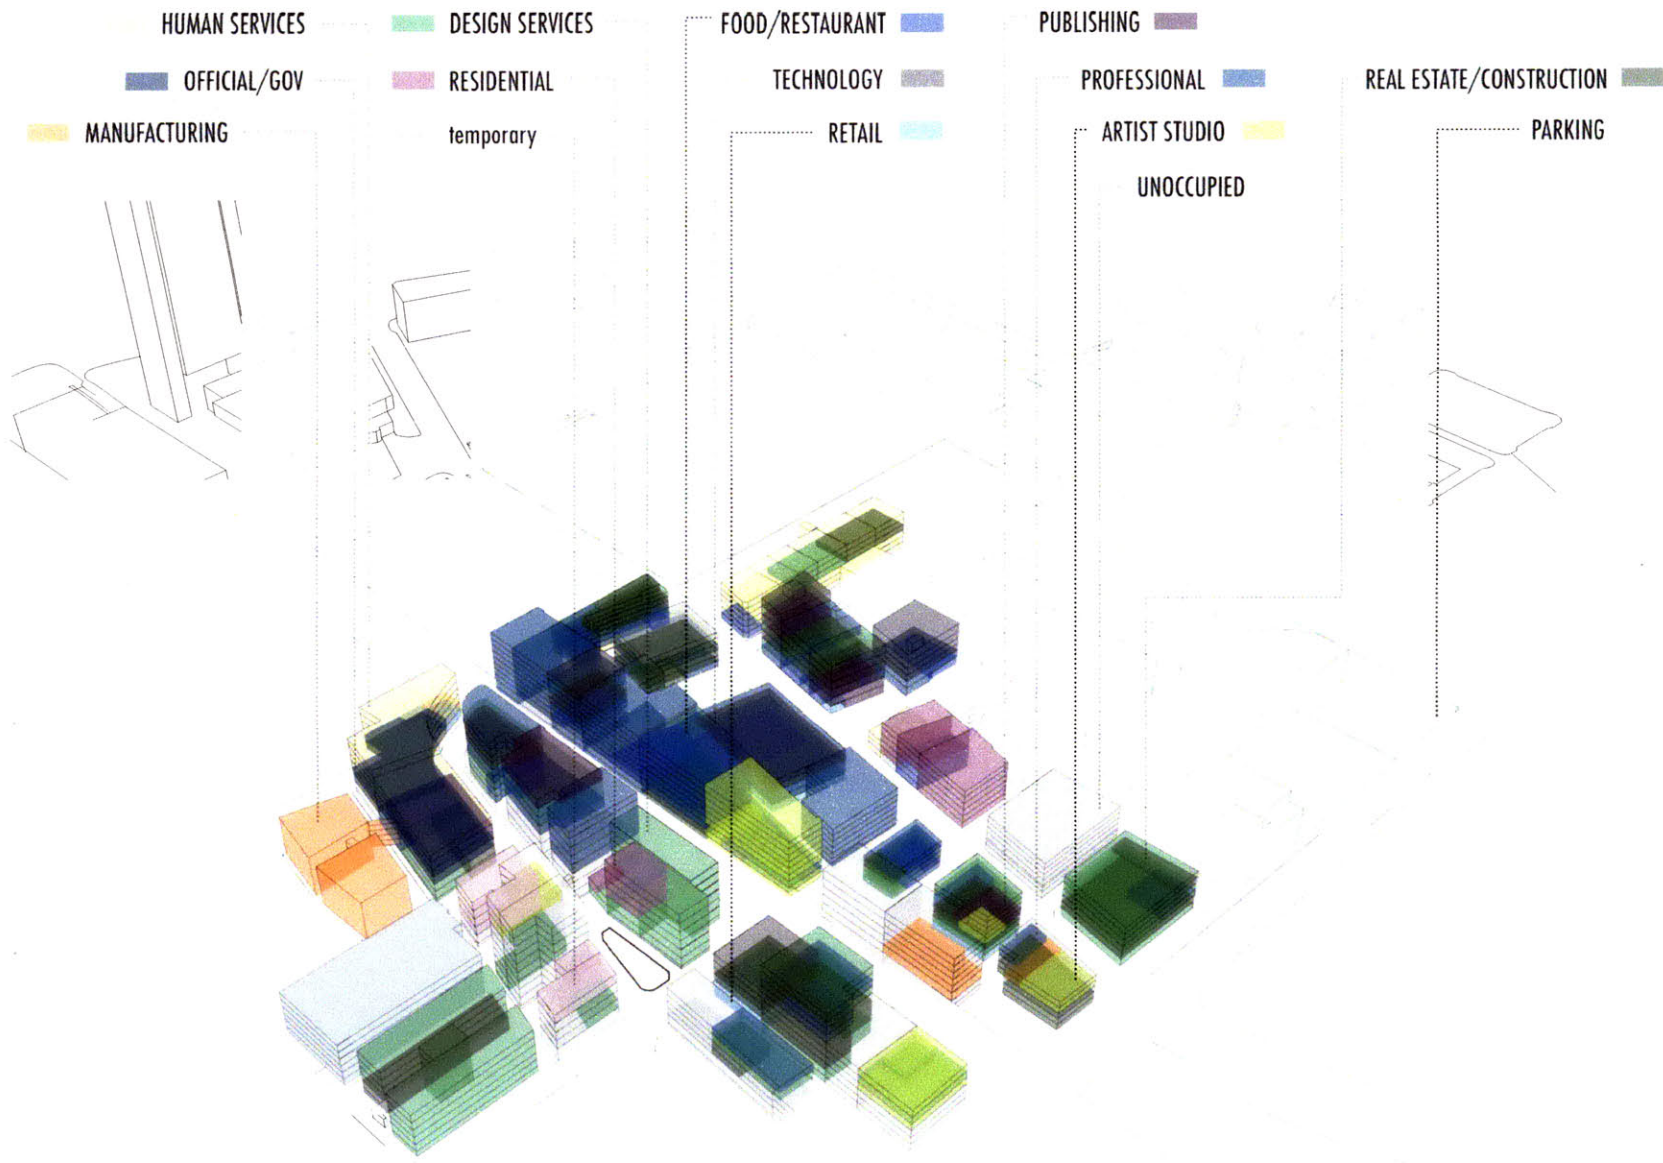 HUMAN SERVICES DESIGN SERVICES FOOD/RESTAURANT PUBLISHING
OFFICIAL/GOV RESIDENTIAL TECHNOLOGY PROFESSIONAL REAL ESTATE/CONSTRUCTION
MANUFACTURING temporary RETAIL ARTIST STUDIO PARKING
UNOCCUPIED